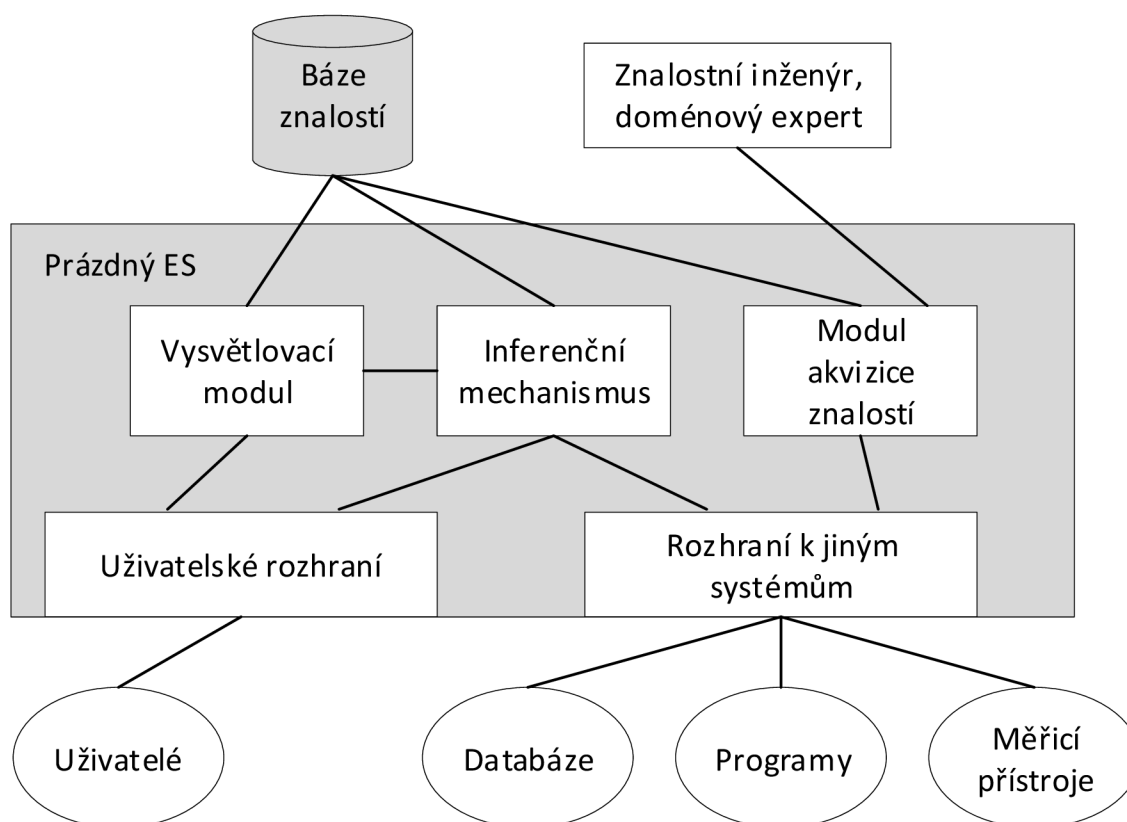 Báze
znalostí
Znalostní inženýr,
doménový expert
Prázdný ES
Vysvětlovací
modul
Inferenční
mechanismus
Modul
akvizice
znalostí
Uživatelské rozhraní
Rozhraní k jiným
systémům
Uživatelé
Databáze
Programy
Měřicí
přístroje